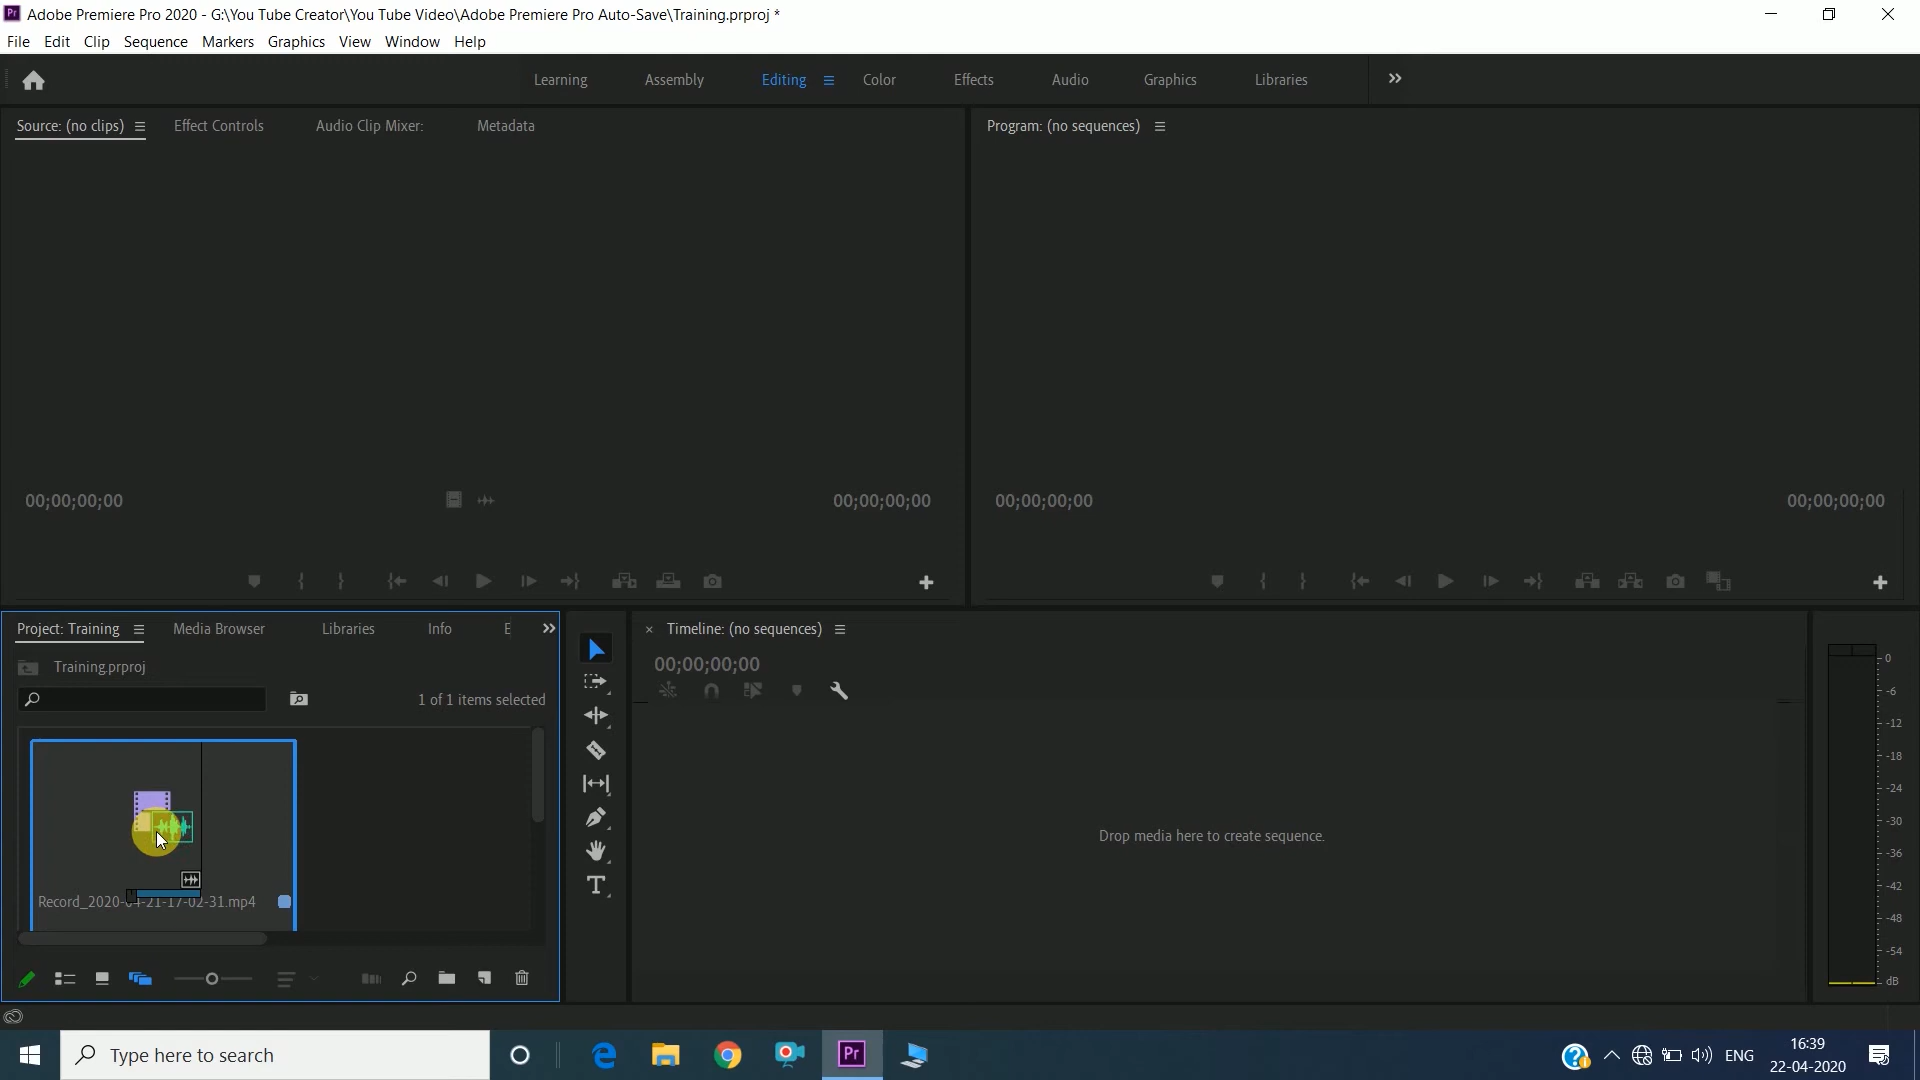 Adobe Premiere Pro 2020 - G:\You Tube Creator\You Tube Video\Adobe Premiere Pro Auto-Save\Training.prproj *
File Edit Clip Sequence Markers Graphics View Window Help
Learning Assembly Editing Color Effects Audio Graphics Libraries
Source: (no clips) Effect Controls Audio Clip Mixer: Metadata
Program: (no sequences)
00;00;00;00 00;00;00;00
00;00;00;00 00;00;00;00
Project: Training Media Browser Libraries Info E
Training.prproj
1 of 1 items selected
Record_2020-04-21-17-02-31.mp4
Timeline: (no sequences)
00;00;00;00
Drop media here to create sequence.
0
-6
-12
-18
-24
-30
-36
-42
-48
-54
dB
Type here to search
Pr
ENG
16:39
22-04-2020